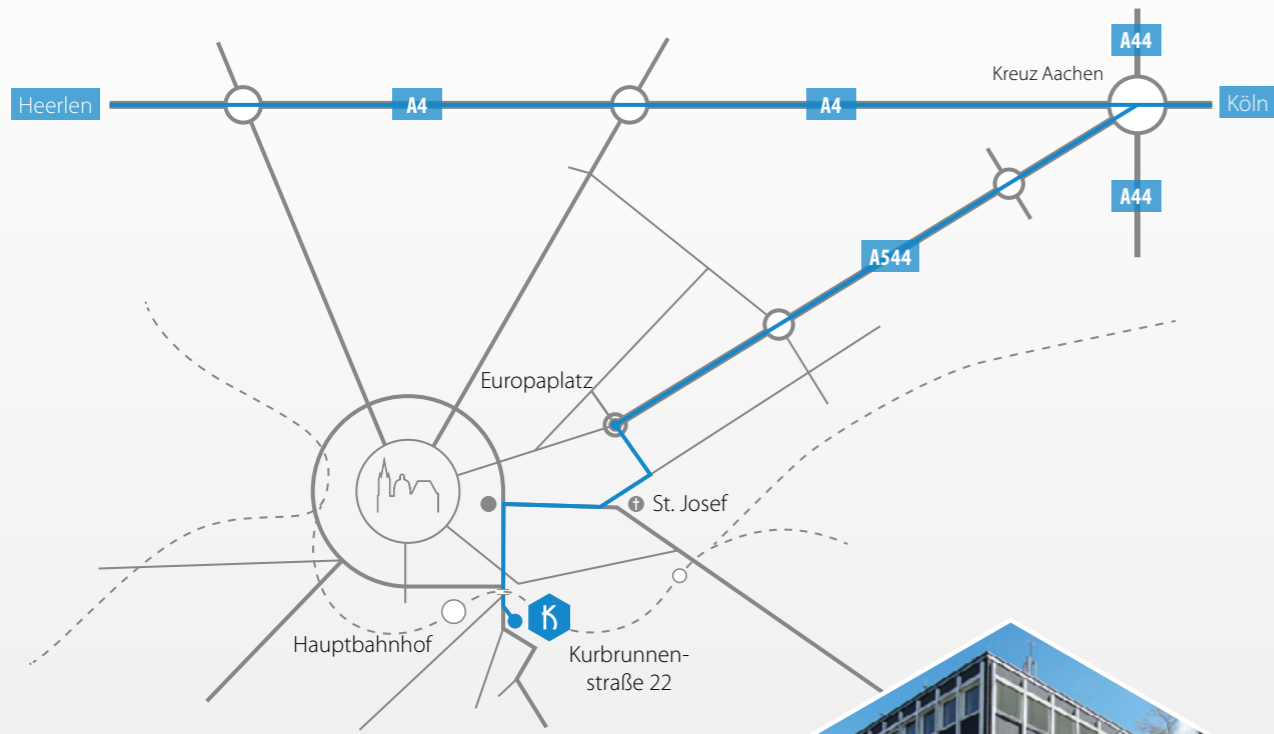 A44
Kreuz Aachen
Heerlen
A4
A4
Köln
A44
A544
Europaplatz
St. Josef
Hauptbahnhof
Kurbrunnen-
straße 22